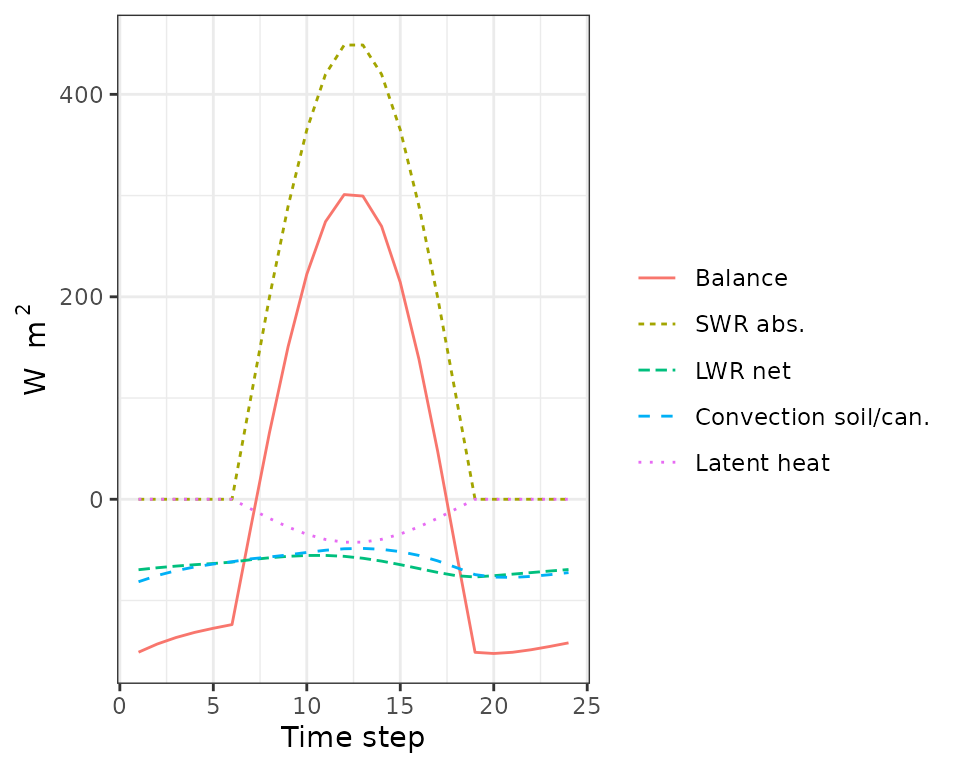 W m²
400
200
0
0 5 10 15 20 25
Time step
Balance
SWR abs.
LWR net
Convection soil/can.
Latent heat